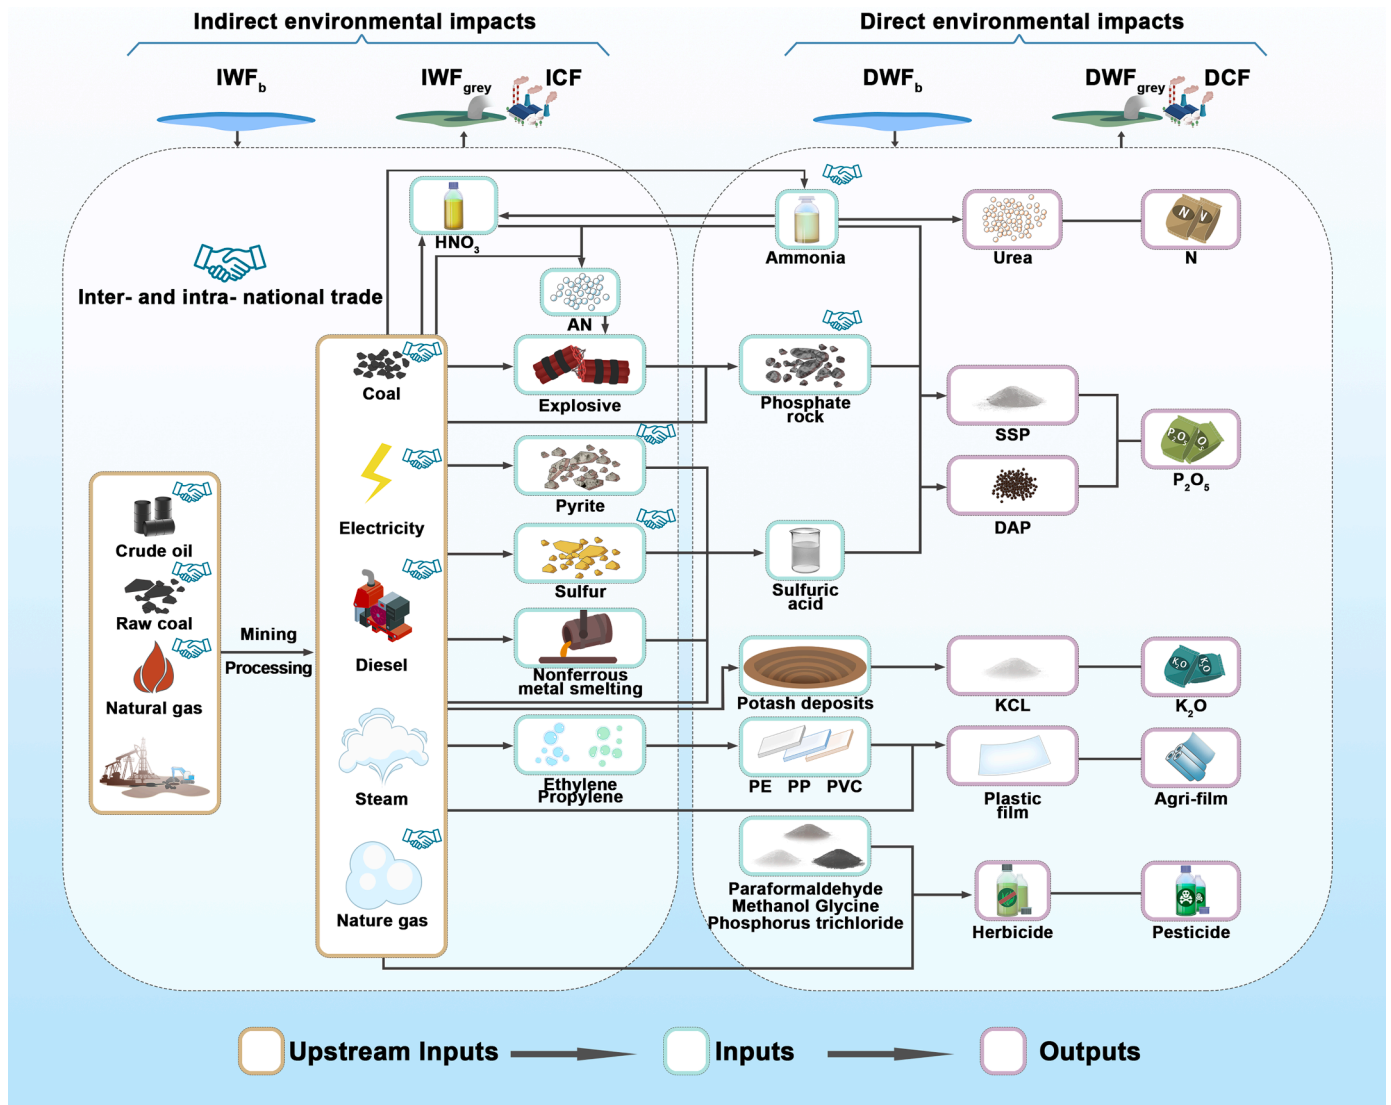 Indirect environmental impacts
Direct environmental impacts
IWFb
IWFgrey
ICF
DWFb
DWFgrey
DCF
HNO3
Ammonia
Urea
N V
N
Inter- and intra- national trade
AN
Coal
Explosive
Phosphate
rock
SSP
P2O5
P2O5
Electricity
Pyrite
DAP
Crude oil
Sulfur
Sulfuric
acid
Raw coal
Mining
Processing
Diesel
Nonferrous
metal smelting
Natural gas
Potash deposits
KCL
K2O K2O
K2O
Steam
Ethylene
Propylene
PE PP PVC
Plastic
film
Agri-film
Nature gas
Paraformaldehyde
Methanol Glycine
Phosphorus trichloride
Herbicide
Pesticide
Upstream Inputs
Inputs
Outputs